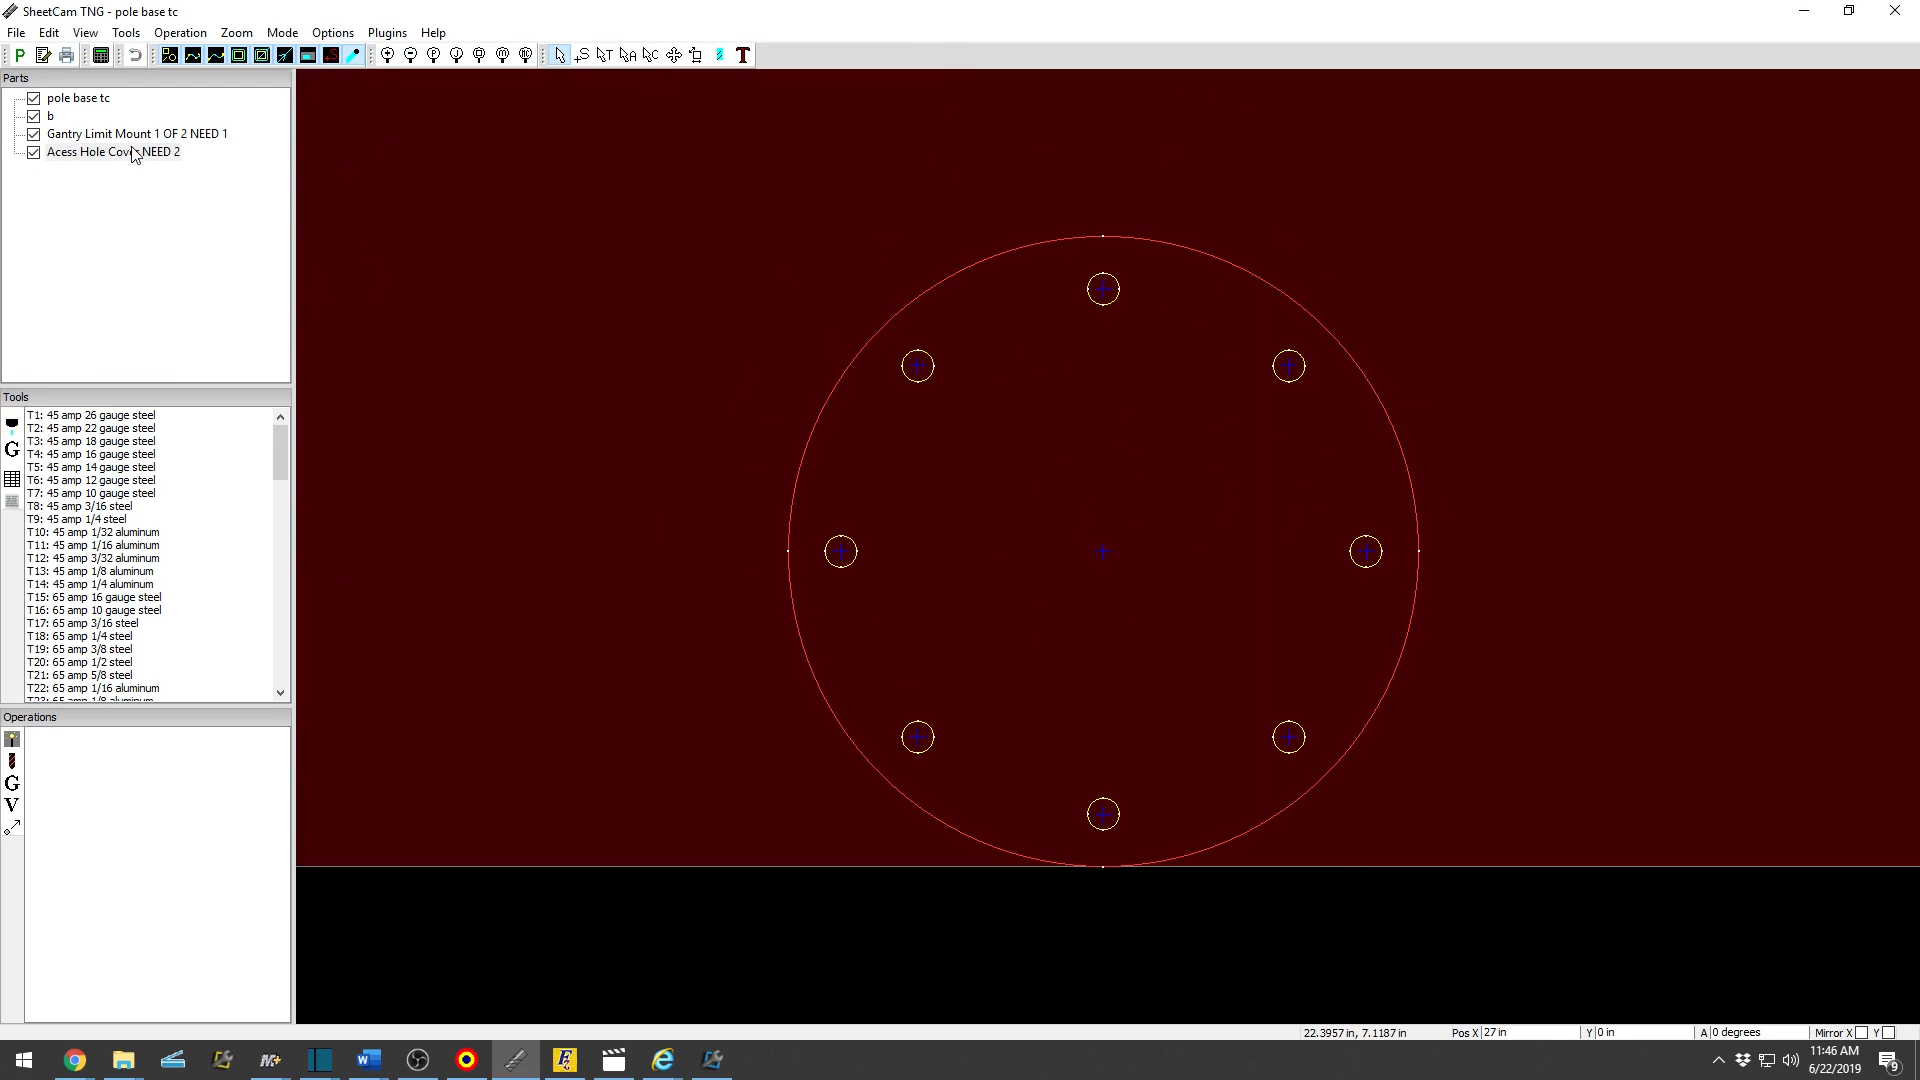 SheetCam TNG - pole base tc
File Edit View Tools Operation Zoom Mode Options Plugins Help
Parts
pole base tc
b
Gantry Limit Mount 1 OF 2 NEED 1
Acess Hole Cover NEED 2
Tools
T1: 45 amp 26 gauge steel
T2: 45 amp 22 gauge steel
T3: 45 amp 18 gauge steel
T4: 45 amp 16 gauge steel
T5: 45 amp 14 gauge steel
T6: 45 amp 12 gauge steel
T7: 45 amp 10 gauge steel
T8: 45 amp 3/16 steel
T9: 45 amp 1/4 steel
T10: 45 amp 1/32 aluminum
T11: 45 amp 1/16 aluminum
T12: 45 amp 3/32 aluminum
T13: 45 amp 1/8 aluminum
T14: 45 amp 1/4 aluminum
T15: 65 amp 16 gauge steel
T16: 65 amp 10 gauge steel
T17: 65 amp 3/16 steel
T18: 65 amp 1/4 steel
T19: 65 amp 3/8 steel
T20: 65 amp 1/2 steel
T21: 65 amp 5/8 steel
T22: 65 amp 1/16 aluminum
T23: 65 amp 1/8 aluminum
Operations
G
V
22.3957 in, 7.1187 in Pos X 27 in Y 0 in A 0 degrees Mirror X Y
11:46 AM
6/22/2019